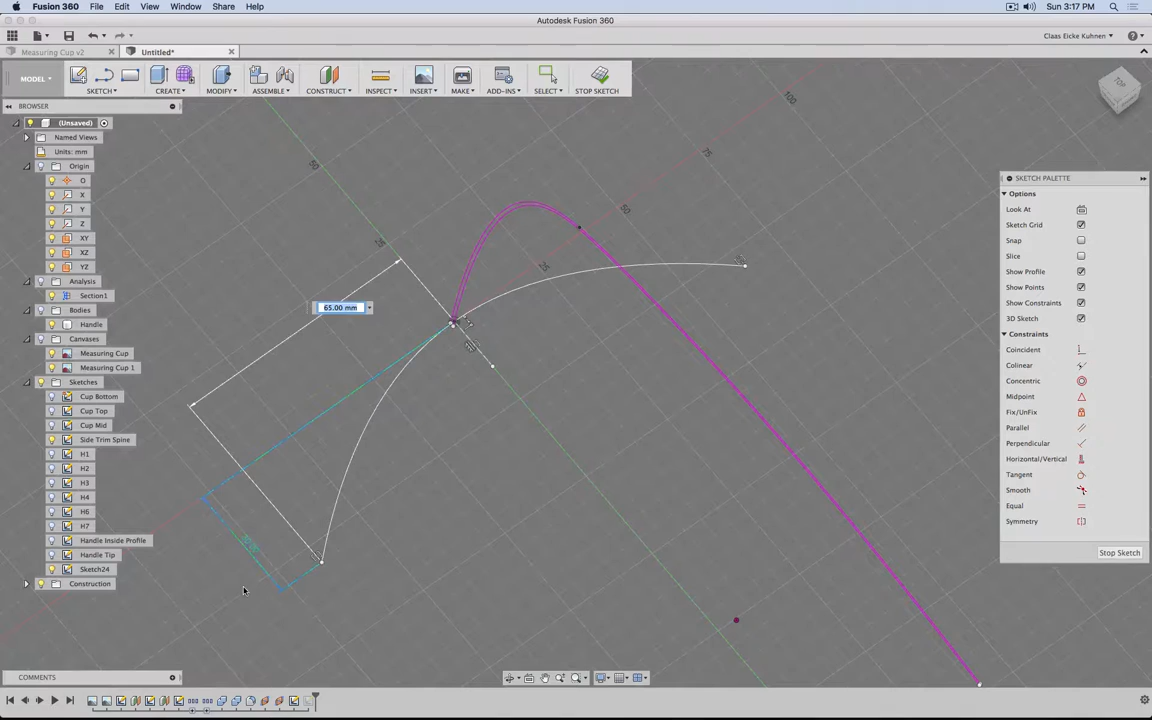 Fusion 360 File Edit View Window Share Help Sun 3:17 PM
Autodesk Fusion 360
Claas Eicke Kuhnen
Measuring Cup v2 Untitled*
MODEL
SKETCH CREATE MODIFY ASSEMBLE CONSTRUCT INSPECT INSERT MAKE ADD-INS SELECT STOP SKETCH
BROWSER
(Unsaved)
Named Views
Units: mm
Origin
O
X
Y
Z
XY
XZ
YZ
Analysis
Section1
Bodies
Handle
Canvases
Measuring Cup
Measuring Cup 1
Sketches
Cup Bottom
Cup Top
Cup Mid
Side Trim Spine
H1
H2
H3
H4
H6
H7
Handle Inside Profile
Handle Tip
Sketch24
Construction
COMMENTS
100
75
50
50
25
25
65.00 mm
TOP
SKETCH PALETTE
Options
Look At
Sketch Grid
Snap
Slice
Show Profile
Show Points
Show Constraints
3D Sketch
Constraints
Coincident
Colinear
Concentric
Midpoint
Fix/UnFix
Parallel
Perpendicular
Horizontal/Vertical
Tangent
Smooth
Equal
Symmetry
Stop Sketch